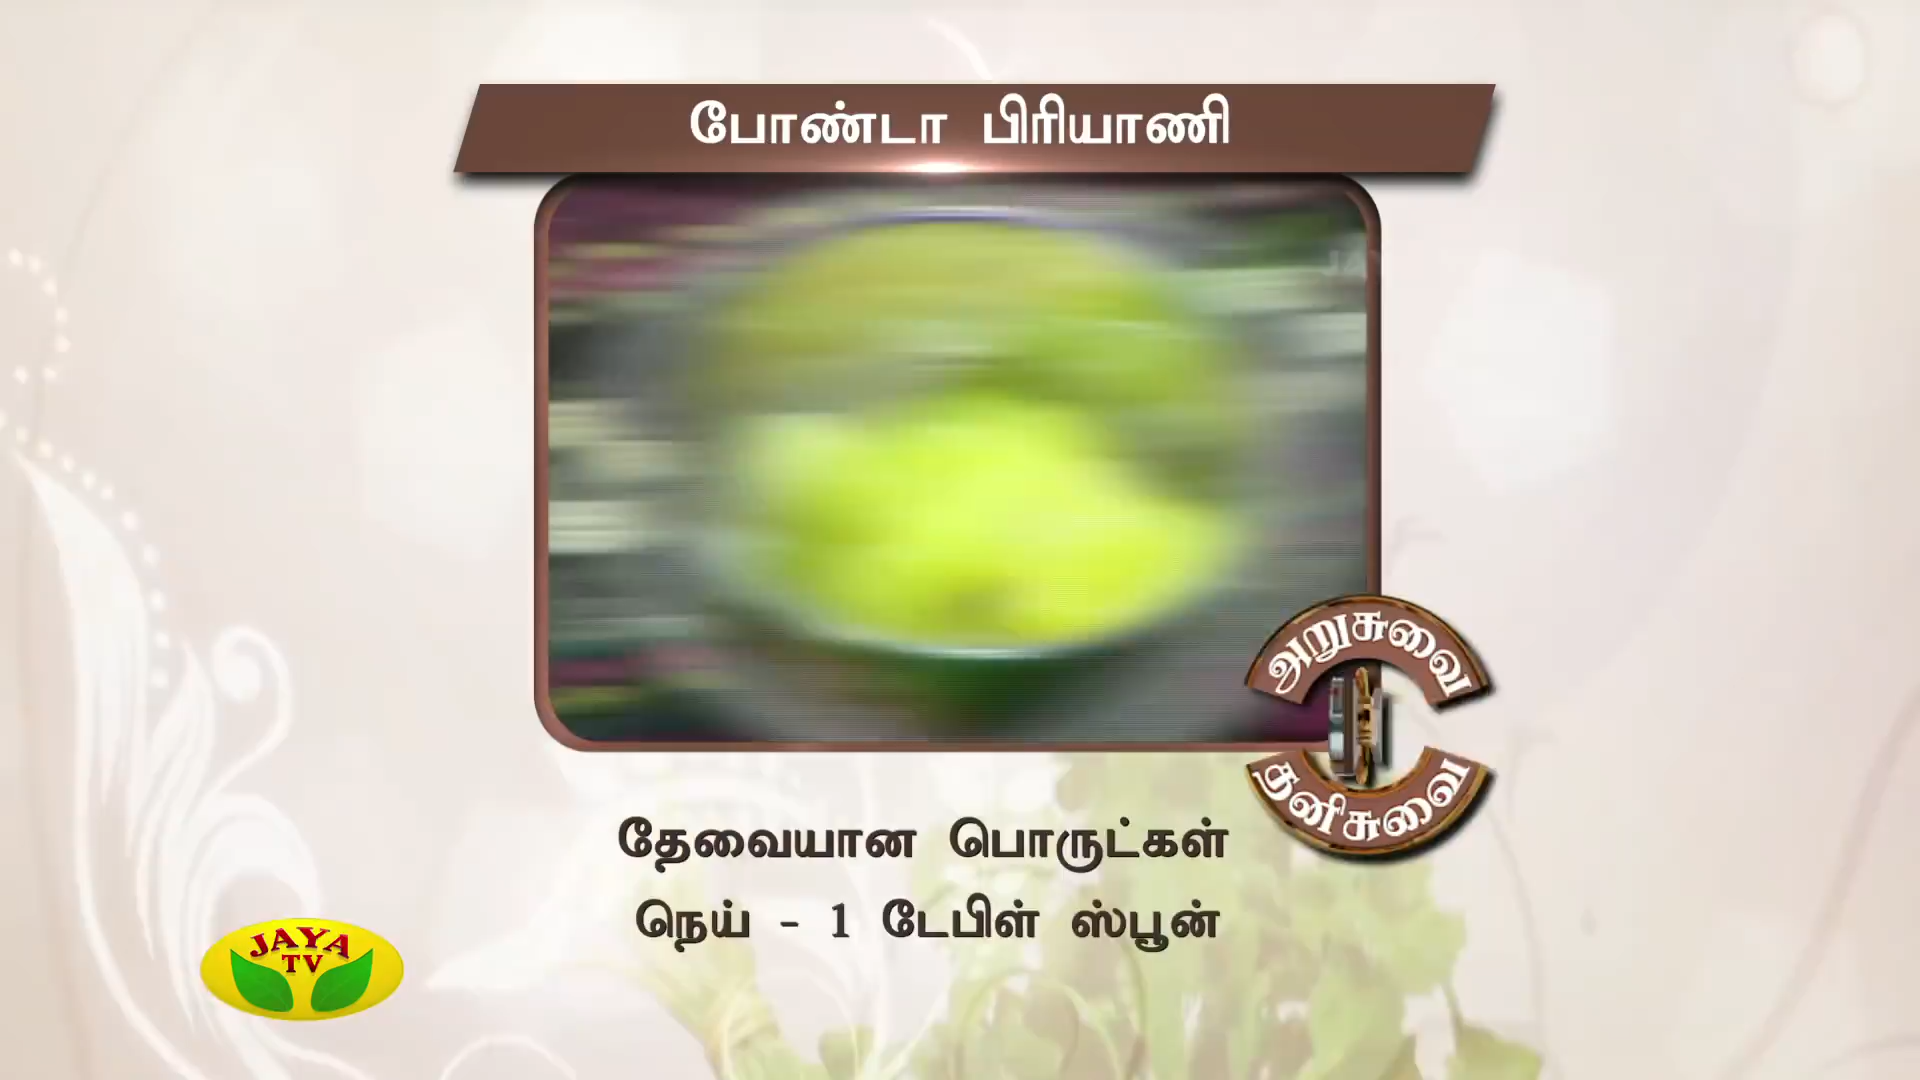 போண்டா பிரியாணி
அறுசுவை
தனிசுவை
தேவையான பொருட்கள்
நெய் - 1 டேபிள் ஸ்பூன்
JAYA
TV